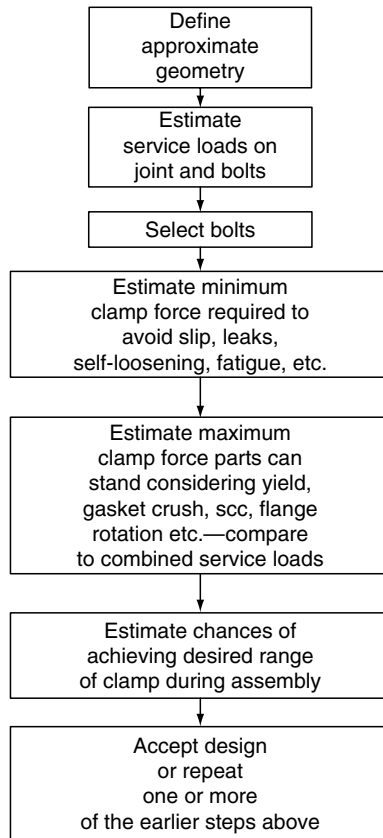 Define
approximate
geometry
Estimate
service loads on
joint and bolts
Select bolts
Estimate minimum
clamp force required to
avoid slip, leaks,
self-loosening, fatigue, etc.
Estimate maximum
clamp force parts can
stand considering yield,
gasket crush, scc, flange
rotation etc.—compare
to combined service loads
Estimate chances of
achieving desired range
of clamp during assembly
Accept design
or repeat
one or more
of the earlier steps above